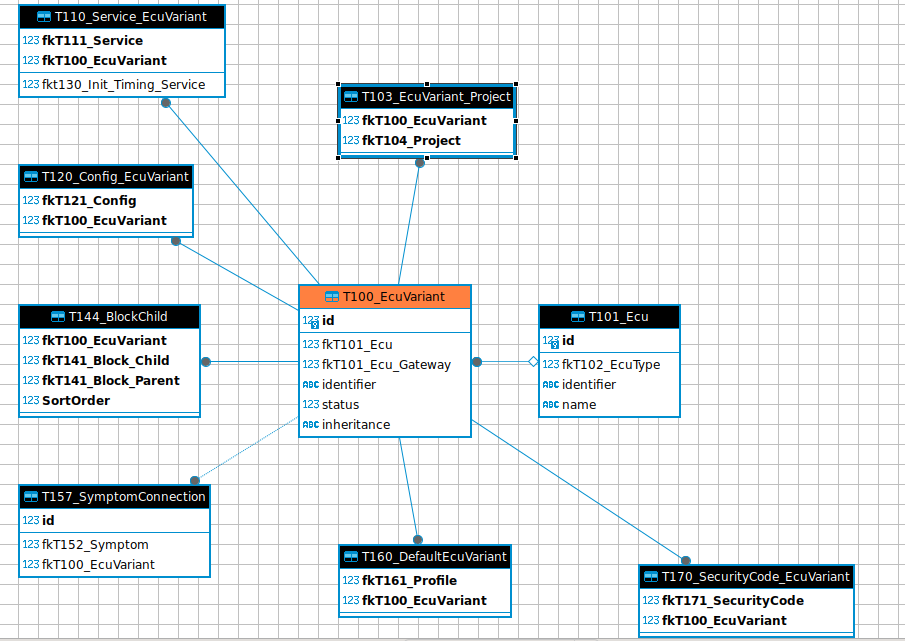 T110_Service_EcuVariant
123 fkT111_Service
123 fkT100_EcuVariant
123 fkt130_Init_Timing_Service
T103_EcuVariant_Project
123 fkT100_EcuVariant
123 fkT104_Project
T120_Config_EcuVariant
123 fkT121_Config
123 fkT100_EcuVariant
T100_EcuVariant
123 id
123 fkT101_Ecu
123 fkT101_Ecu_Gateway
ABC identifier
123 status
ABC inheritance
T144_BlockChild
123 fkT100_EcuVariant
123 fkT141_Block_Child
123 fkT141_Block_Parent
123 SortOrder
T101_Ecu
123 id
123 fkT102_EcuType
ABC identifier
ABC name
T157_SymptomConnection
123 id
123 fkT152_Symptom
123 fkT100_EcuVariant
T160_DefaultEcuVariant
123 fkT161_Profile
123 fkT100_EcuVariant
T170_SecurityCode_EcuVariant
123 fkT171_SecurityCode
123 fkT100_EcuVariant